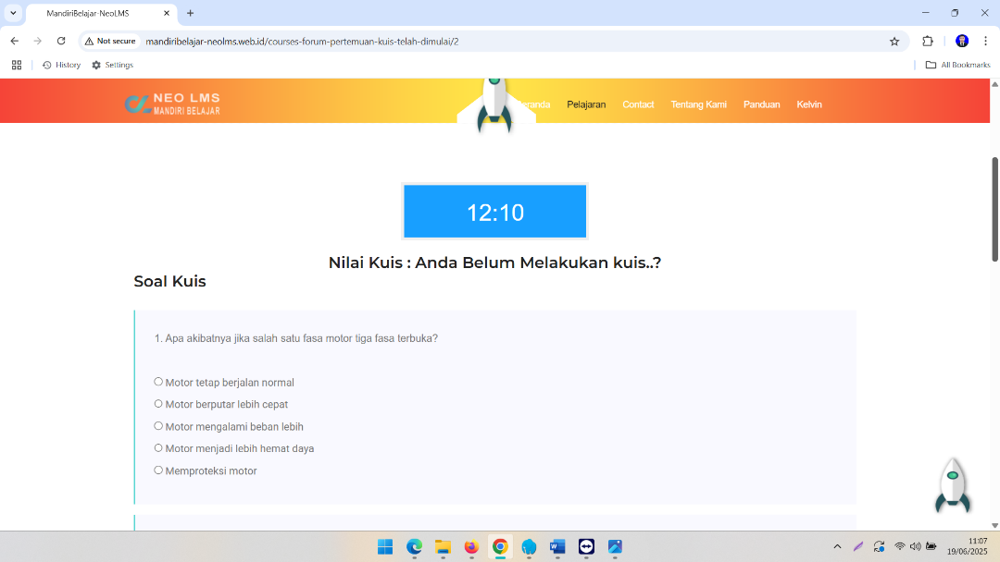 MandiriBelajar-NeoLMS
Not secure
mandiribelajar-neolms.web.id/courses-forum-pertemuan-kuis-telah-dimulai/2
History
Settings
All Bookmarks
NEO LMS
MANDIRI BELAJAR
Pelajaran
Contact
Tentang Kami
Panduan
Kelvin
12:10
Nilai Kuis : Anda Belum Melakukan kuis..?
Soal Kuis
1. Apa akibatnya jika salah satu fasa motor tiga fasa terbuka?
Motor tetap berjalan normal
Motor berputar lebih cepat
Motor mengalami beban lebih
Motor menjadi lebih hemat daya
Memproteksi motor
11:07
19/06/2025